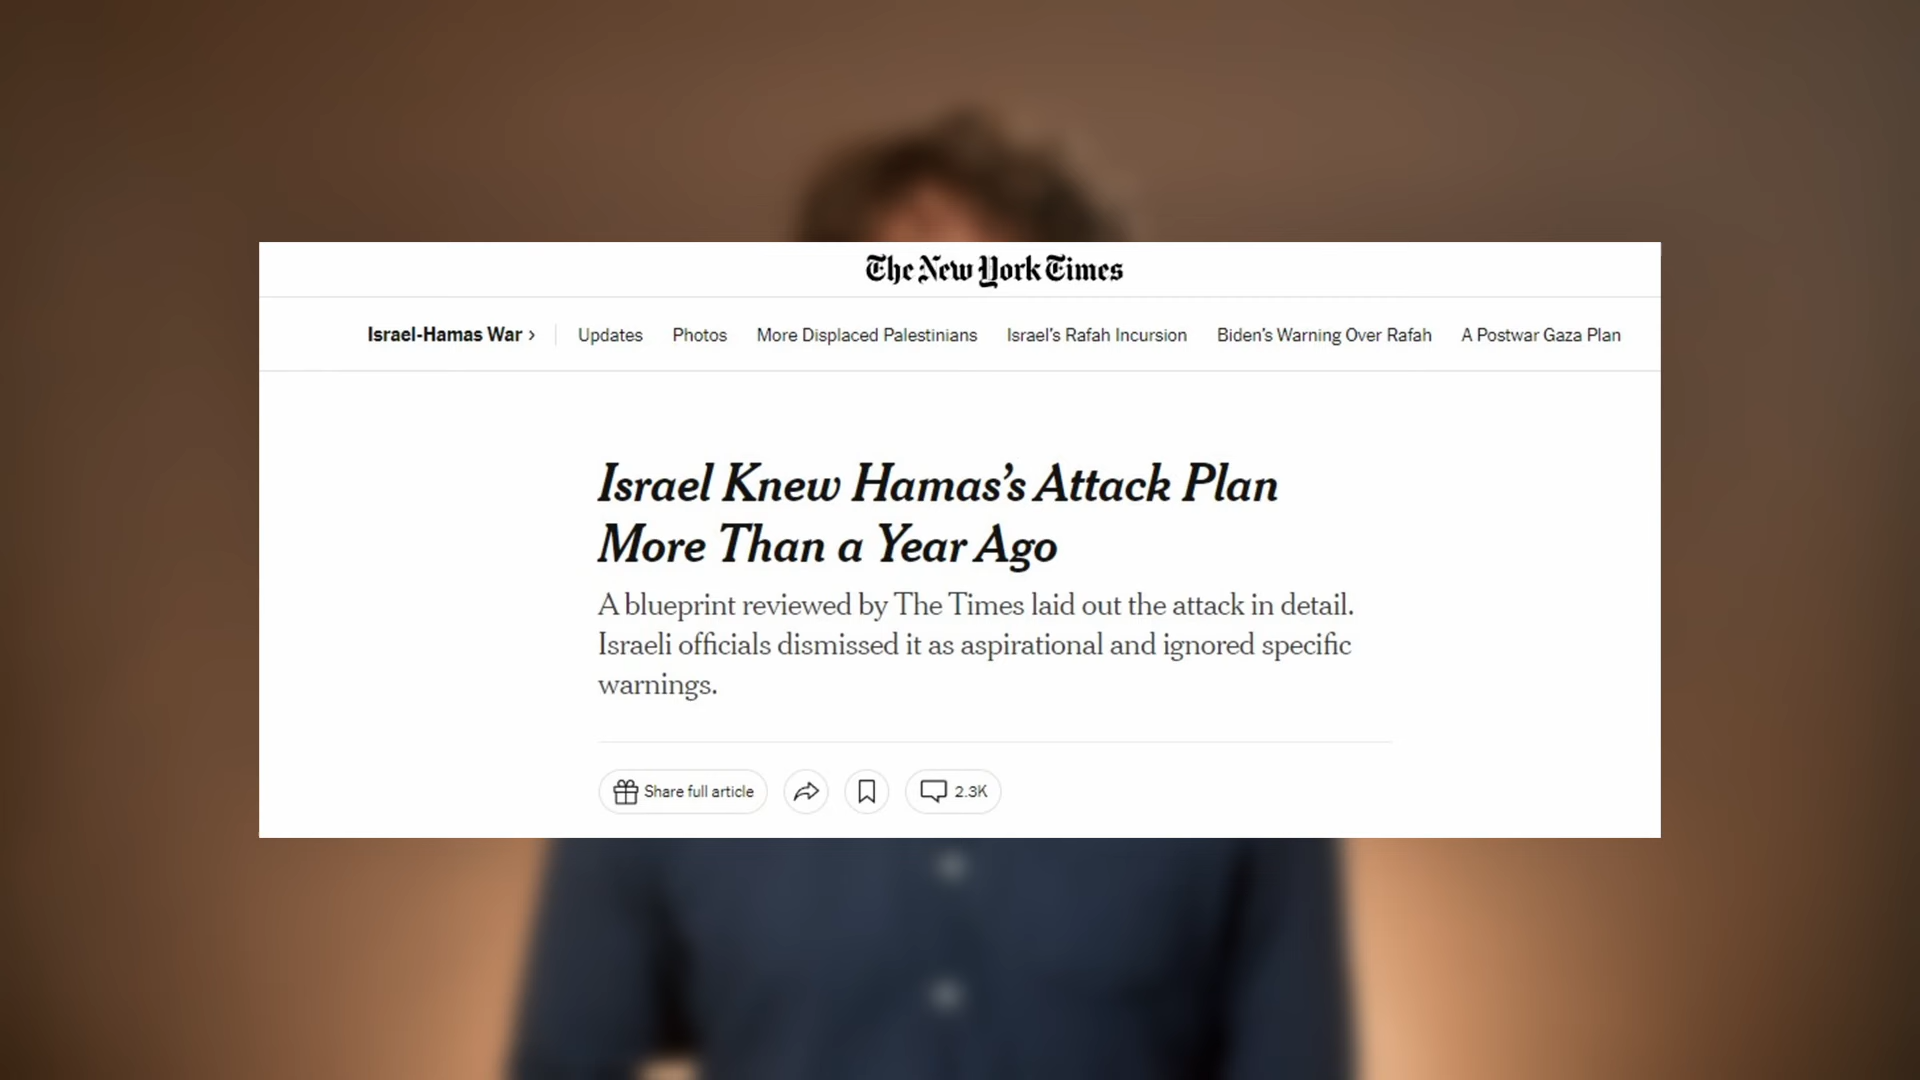 The New York Times
Israel-Hamas War › Updates Photos More Displaced Palestinians Israel's Rafah Incursion Biden's Warning Over Rafah A Postwar Gaza Plan
Israel Knew Hamas's Attack Plan
More Than a Year Ago
A blueprint reviewed by The Times laid out the attack in detail.
Israeli officials dismissed it as aspirational and ignored specific
warnings.
Share full article 2.3K